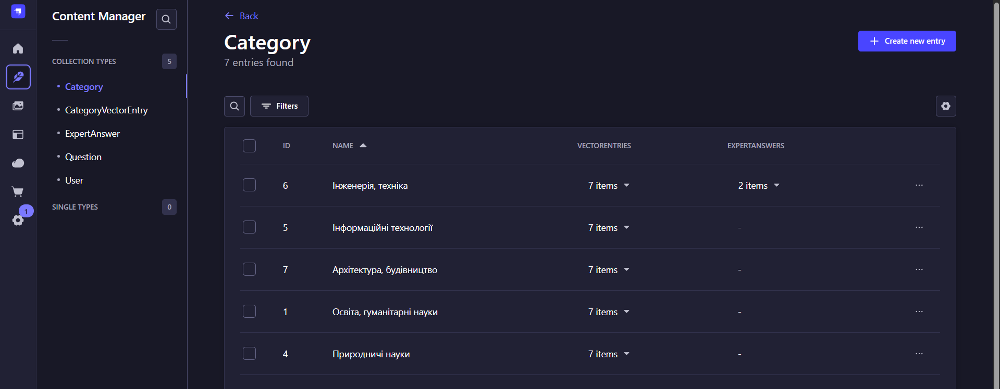 Content Manager
COLLECTION TYPES 5
Category
CategoryVectorEntry
ExpertAnswer
Question
User
SINGLE TYPES 0
1
Back
Category
7 entries found
Create new entry
Filters
ID NAME VECTORENTRIES EXPERTANSWERS
6 Інженерія, техніка 7 items 2 items ...
5 Інформаційні технології 7 items - ...
7 Архітектура, будівництво 7 items - ...
1 Освіта, гуманітарні науки 7 items - ...
4 Природничі науки 7 items - ...